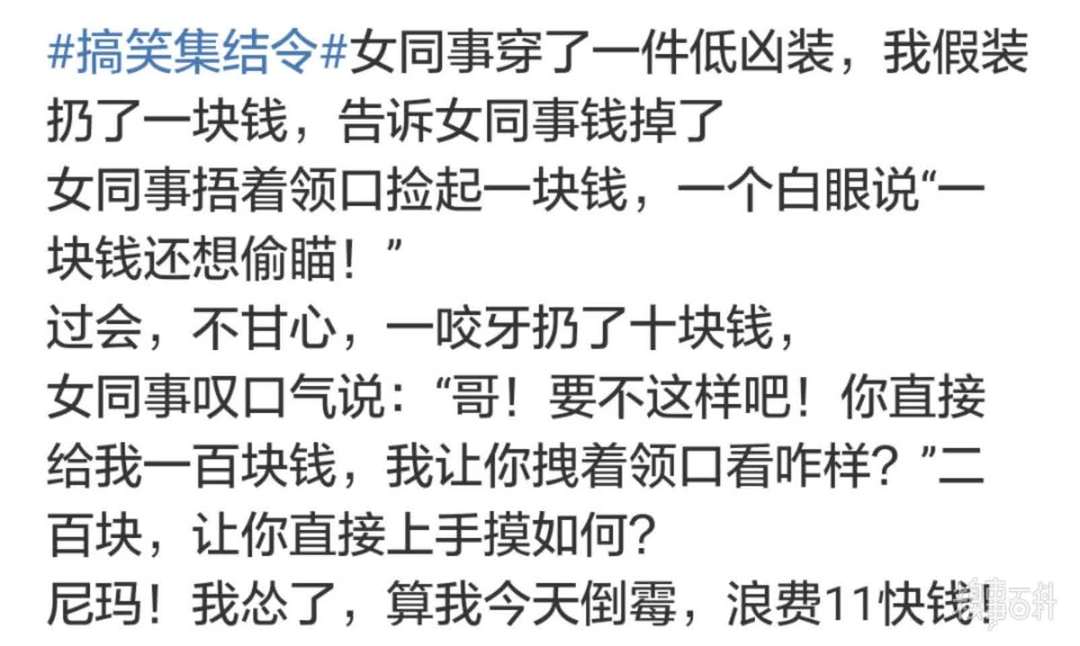 #搞笑集结令#女同事穿了一件低凶装，我假装
扔了一块钱，告诉女同事钱掉了
女同事捂着领口捡起一块钱，一个白眼说“一
块钱还想偷瞄！”
过会，不甘心，一咬牙扔了十块钱，
女同事叹口气说：“哥！要不这样吧！你直接
给我一百块钱，我让你拽着领口看咋样？”二
百块，让你直接上手摸如何？
尼玛！我怂了，算我今天倒霉，浪费11快钱！
糗事百科